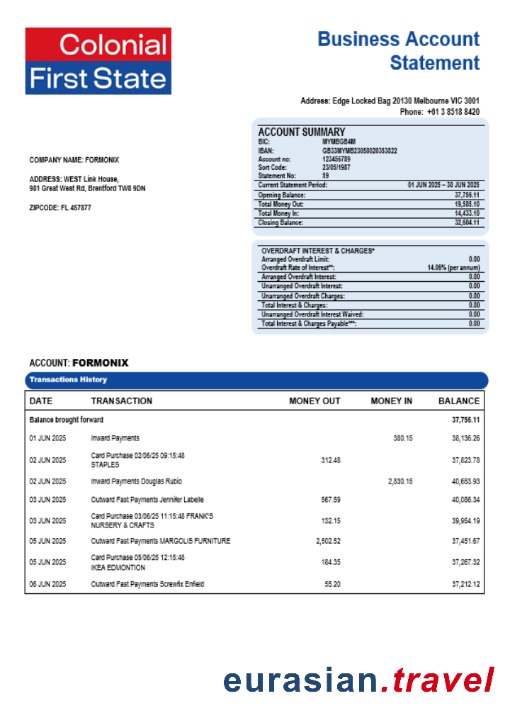 Colonial
First State
Business Account
Statement
Address: Edge Locked Bag 20130 Melbourne VIC 3001
Phone: +61 3 8518 8420
COMPANY NAME: FORMONIX
ADDRESS: WEST Link House,
981 Great West Rd, Brentford TW8 9DN
ZIPCODE: FL 457877
ACCOUNT SUMMARY
BIC: MYMBGB4M
IBAN: GB33MYMB23058020353822
Account no: 123456789
Sort Code: 23/05/1987
Statement No: 59
Current Statement Period: 01 JUN 2025 – 30 JUN 2025
Opening Balance: 37,756.11
Total Money Out: 19,585.10
Total Money In: 14,433.10
Closing Balance: 32,604.11
OVERDRAFT INTEREST & CHARGES*
Arranged Overdraft Limit: 0.00
Overdraft Rate of Interest**: 14.06% (per annum)
Arranged Overdraft Interest: 0.00
Unarranged Overdraft Interest: 0.00
Unarranged Overdraft Charges: 0.00
Total Interest & Charges: 0.00
Unarranged Overdraft Interest Waived: 0.00
Total Interest & Charges Payable***: 0.00
ACCOUNT: FORMONIX
Transactions History
DATE TRANSACTION MONEY OUT MONEY IN BALANCE
Balance brought forward 37,756.11
01 JUN 2025 Inward Payments 380.15 38,136.26
02 JUN 2025 Card Purchase 02/06/25 09:15:48 STAPLES 312.48 37,823.78
02 JUN 2025 Inward Payments Douglas Rubio 2,830.15 40,653.93
03 JUN 2025 Outward Fast Payments Jennifer Labelle 567.59 40,086.34
03 JUN 2025 Card Purchase 03/06/25 11:15:48 FRANK'S NURSERY & CRAFTS 132.15 39,954.19
05 JUN 2025 Outward Fast Payments MARGOLIS FURNITURE 2,502.52 37,451.67
05 JUN 2025 Card Purchase 05/06/25 12:15:48 IKEA EDMONTION 184.35 37,267.32
06 JUN 2025 Outward Fast Payments Screwfix Enfield 55.20 37,212.12
eurasian.travel